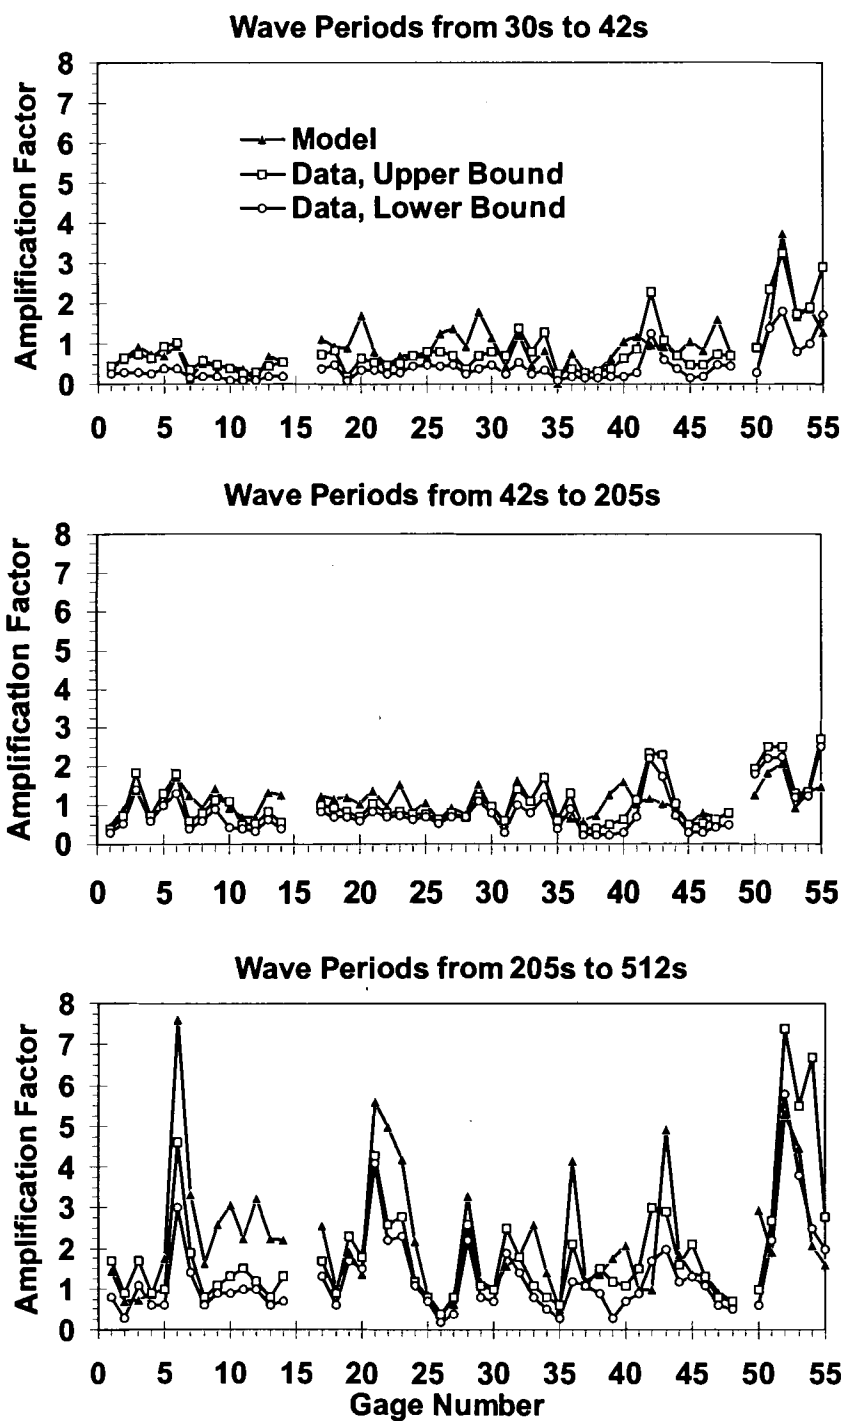 Wave Periods from 30s to 42s
Amplification Factor
8
7
6
5
4
3
2
1
0
Model
Data, Upper Bound
Data, Lower Bound
0 5 10 15 20 25 30 35 40 45 50 55
Wave Periods from 42s to 205s
Amplification Factor
8
7
6
5
4
3
2
1
0
0 5 10 15 20 25 30 35 40 45 50 55
Wave Periods from 205s to 512s
Amplification Factor
8
7
6
5
4
3
2
1
0
0 5 10 15 20 25 30 35 40 45 50 55
Gage Number